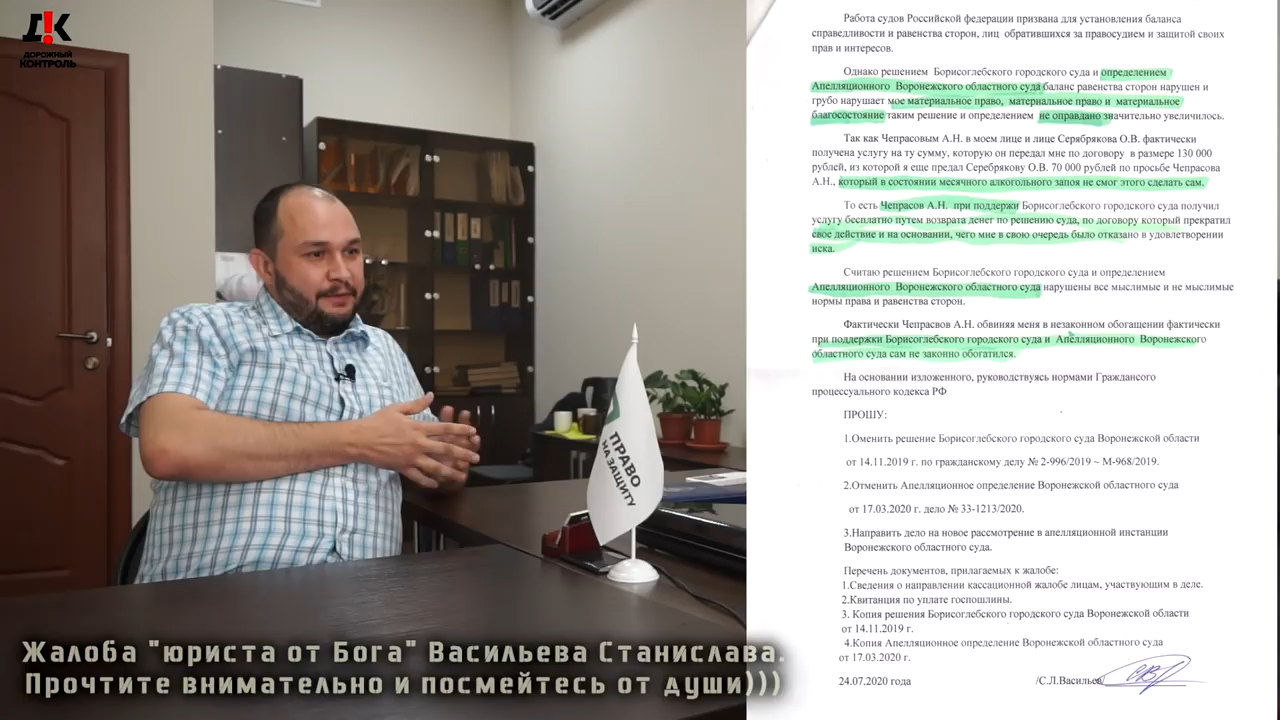 ДК
ДОРОЖНЫЙ
КОНТРОЛЬ
ПРАВО
НА ЗАЩИТУ
Жалоба "юриста от Бога" Васильева Станислава.
Прочтите внимательно и посмейтесь от души)))
Работа судов Российской федерации призвана для установления баланса
справедливости и равенства сторон, лиц обратившихся за правосудием и защитой своих
прав и интересов.
Однако решением Борисоглебского городского суда и определением
Апелляционного Воронежского областного суда баланс равенства сторон нарушен и
грубо нарушает мое материальное право, материальное право и материальное
благосостояние таким решение и определением не оправдано значительно увеличилось.
Так как Чепрасовым А.Н. в моем лице и лице Серябрякова О.В. фактически
получена услугу на ту сумму, которую он передал мне по договору в размере 130 000
рублей, из которой я еще предал Серебрякову О.В. 70 000 рублей по просьбе Чепрасова
А.Н., который в состоянии месячного алкогольного запоя не смог этого сделать сам.
То есть Чепрасов А.Н. при поддержи Борисоглебского городского суда получил
услугу бесплатно путем возврата денег по решению суда, по договору который прекратил
свое действие и на основании, чего мне в свою очередь было отказано в удовлетворении
иска.
Считаю решением Борисоглебского городского суда и определением
Апелляционного Воронежского областного суда нарушены все мыслимые и не мыслимые
нормы права и равенства сторон.
Фактически Чепрасвов А.Н. обвиняя меня в незаконном обогащении фактически
при поддержки Борисоглебского городского суда и Апелляционного Воронежского
областного суда сам не законно обогатился.
На основании изложенного, руководствуясь нормами Граждансого
процессуального кодекса РФ
ПРОШУ:
1.Оменить решение Борисоглебского городского суда Воронежской области
от 14.11.2019 г. по гражданскому делу № 2-996/2019 ~ М-968/2019.
2.Отменить Апелляционное определение Воронежского областного суда
от 17.03.2020 г. дело № 33-1213/2020.
3.Направить дело на новое рассмотрение в апелляционной инстанции
Воронежского областного суда.
Перечень документов, прилагаемых к жалобе:
1.Сведения о направлении кассационной жалобе лицам, участвующим в деле.
2.Квитанция по уплате госпошлины.
3. Копия решения Борисоглебского городского суда Воронежской области
от 14.11.2019 г.
4.Копия Апелляционное определение Воронежского областного суда
от 17.03.2020 г.
24.07.2020 года /С.Л.Васильев/